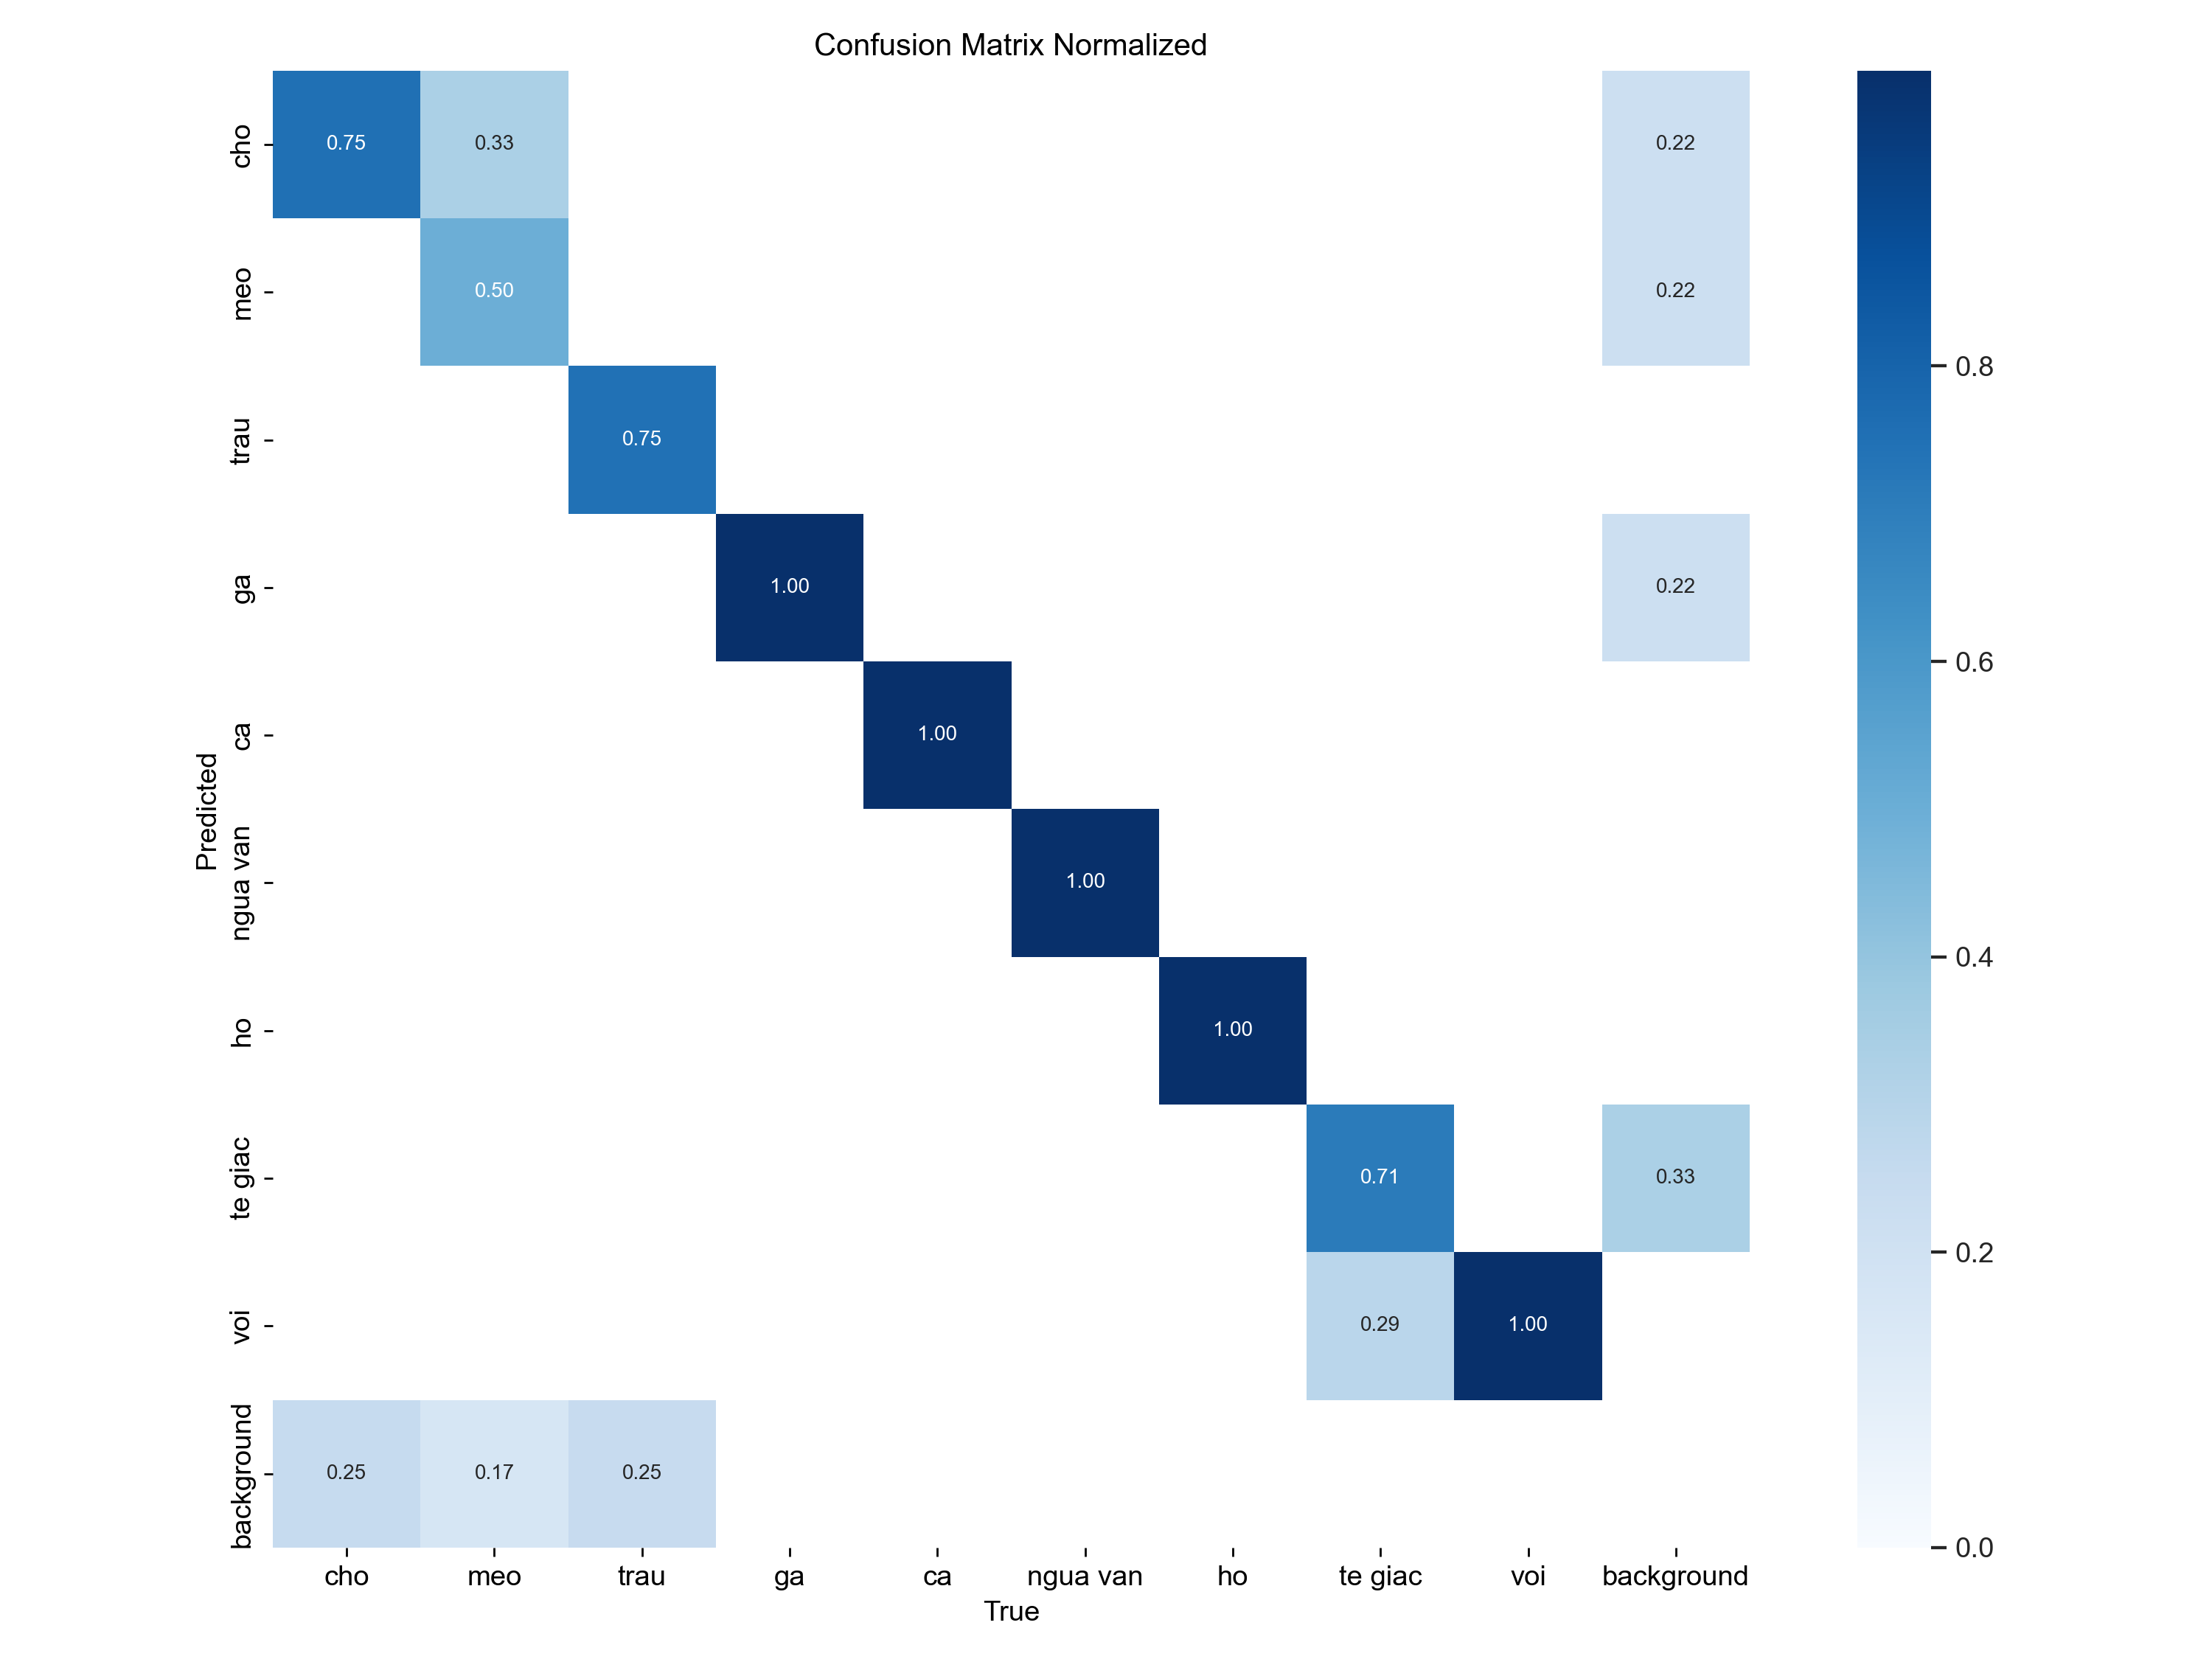 Confusion Matrix Normalized
cho 0.75 0.33 0.22
meo 0.50 0.22
trau 0.75
ga 1.00 0.22
ca 1.00
ngua van 1.00
ho 1.00
te giac 0.71 0.33
voi 0.29 1.00
background 0.25 0.17 0.25
Predicted
cho meo trau ga ca ngua van ho te giac voi background
True
0.8
0.6
0.4
0.2
0.0